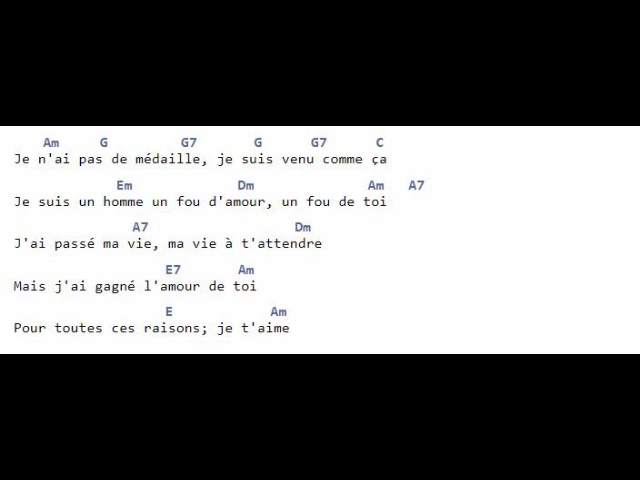 Am G G7 G G7 C
Je n'ai pas de médaille, je suis venu comme ça
Em Dm Am A7
Je suis un homme un fou d'amour, un fou de toi
A7 Dm
J'ai passé ma vie, ma vie à t'attendre
E7 Am
Mais j'ai gagné l'amour de toi
E Am
Pour toutes ces raisons; je t'aime